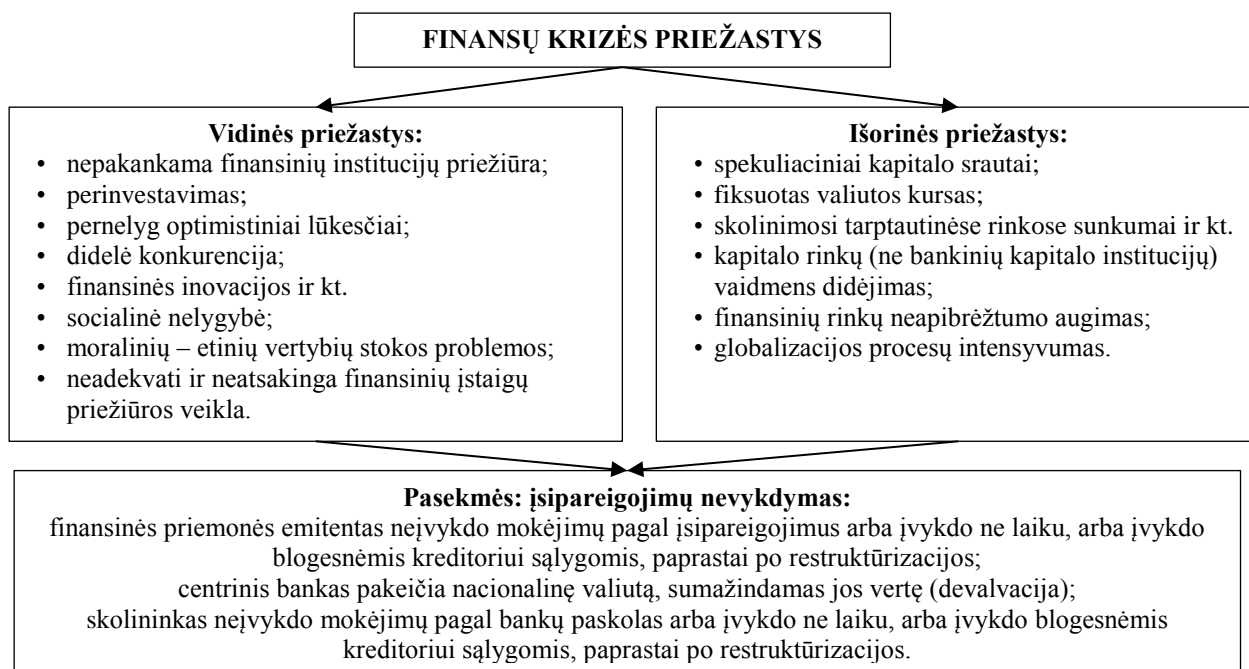 FINANSŲ KRIZĖS PRIEŽASTYS
Vidinės priežastys:
• nepakankama finansinių institucijų priežiūra;
• perinvestavimas;
• pernelyg optimistiniai lūkesčiai;
• didelė konkurencija;
• finansinės inovacijos ir kt.
• socialinė nelygybė;
• moralinių – etinių vertybių stokos problemos;
• neadekvati ir neatsakinga finansinių įstaigų
priežiūros veikla.
Išorinės priežastys:
• spekuliaciniai kapitalo srautai;
• fiksuotas valiutos kursas;
• skolinimosi tarptautinėse rinkose sunkumai ir kt.
• kapitalo rinkų (ne bankinių kapitalo institucijų)
vaidmens didėjimas;
• finansinių rinkų neapibrėžtumo augimas;
• globalizacijos procesų intensyvumas.
Pasekmės: įsipareigojimų nevykdymas:
finansinės priemonės emitentas neįvykdo mokėjimų pagal įsipareigojimus arba įvykdo ne laiku, arba įvykdo
blogesnėmis kreditoriui sąlygomis, paprastai po restruktūrizacijos;
centrinis bankas pakeičia nacionalinę valiutą, sumažindamas jos vertę (devalvacija);
skolininkas neįvykdo mokėjimų pagal bankų paskolas arba įvykdo ne laiku, arba įvykdo blogesnėmis
kreditoriui sąlygomis, paprastai po restruktūrizacijos.